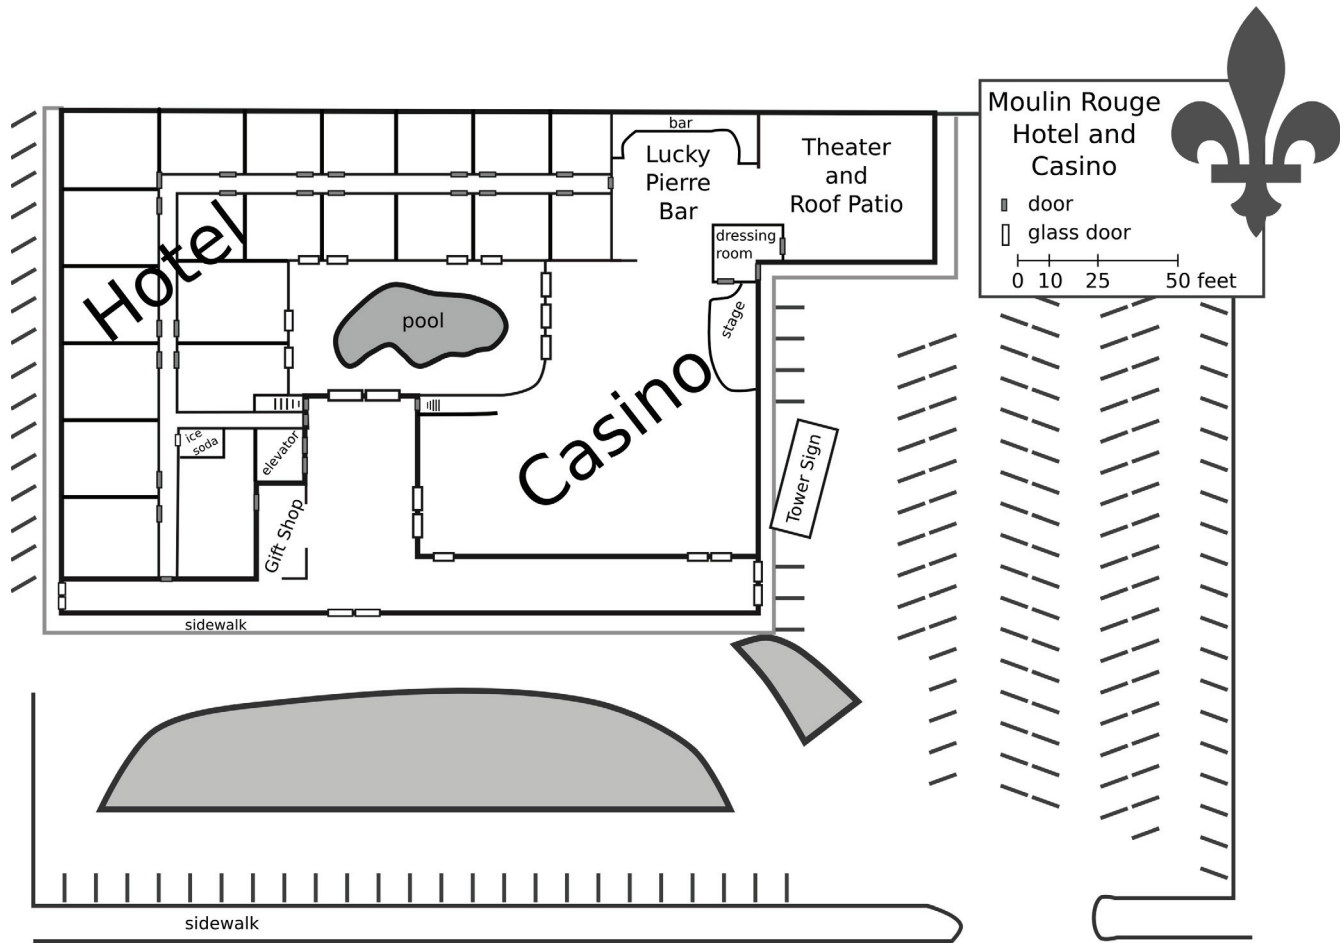 Moulin Rouge
Hotel and
Casino
door
glass door
0 10 25 50 feet
bar
Lucky
Pierre
Bar
Theater
and
Roof Patio
dressing
room
Hotel
pool
stage
Casino
ice
soda
elevator
Gift Shop
Tower Sign
sidewalk
sidewalk